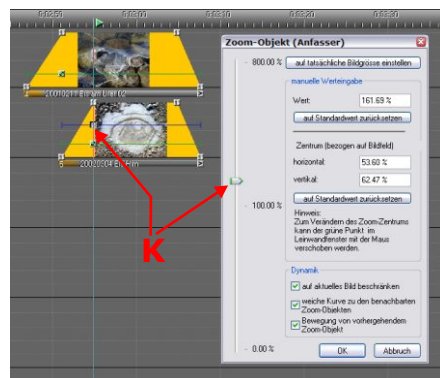 0:02:50
0:03:00
0:03:10
0:03:20
0:03:30
Zoom-Objekt (Anfasser)
800.00 %
auf tatsächliche Bildgrösse einstellen
manuelle Werteingabe
Wert:
161.69 %
auf Standardwert zurücksetzen
Zentrum (bezogen auf Bildfeld)
horizontal:
53.60 %
vertikal:
62.47 %
auf Standardwert zurücksetzen
100.00 %
Hinweis:
Zum Verändern des Zoom-Zentrums
kann der grüne Punkt im
Leinwandfenster mit der Maus
verschoben werden.
K
Dynamik
auf aktuelles Bild beschränken
weiche Kurve zu den benachbarten
Zoom-Objekten
Bewegung von vorhergehendem
Zoom-Objekt
0.00 %
OK
Abbruch